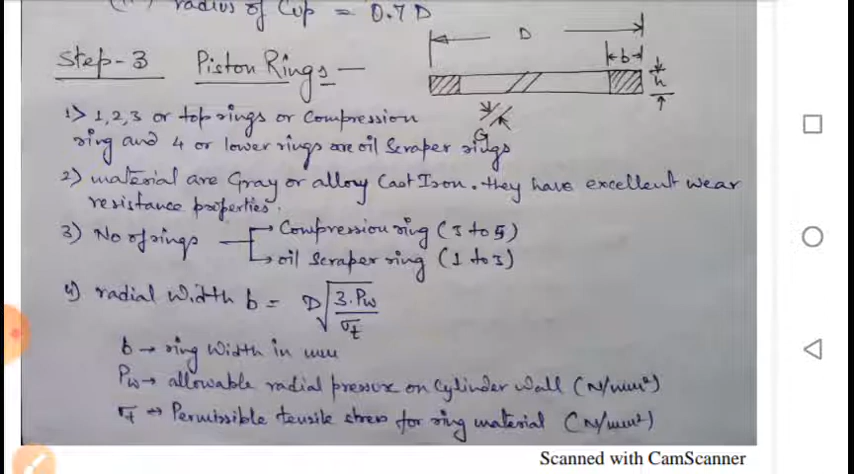 radius of Cup = 0.7 D
Step-3 Piston Rings —
D
b
h
G
1) 1,2,3 or top rings or Compression
ring and 4 or lower rings are oil Scraper rings
2) material are Gray or alloy Cast Iron. they have excellent wear
resistance properties.
3) No of rings
Compression ring (3 to 5)
oil Scraper ring (1 to 3)
4) radial width b = D√3.Pw/σt
b → ring width in mm
Pw → allowable radial pressure on cylinder wall (N/mm²)
σt → Permissible tensile stress for ring material (N/mm²)
Scanned with CamScanner